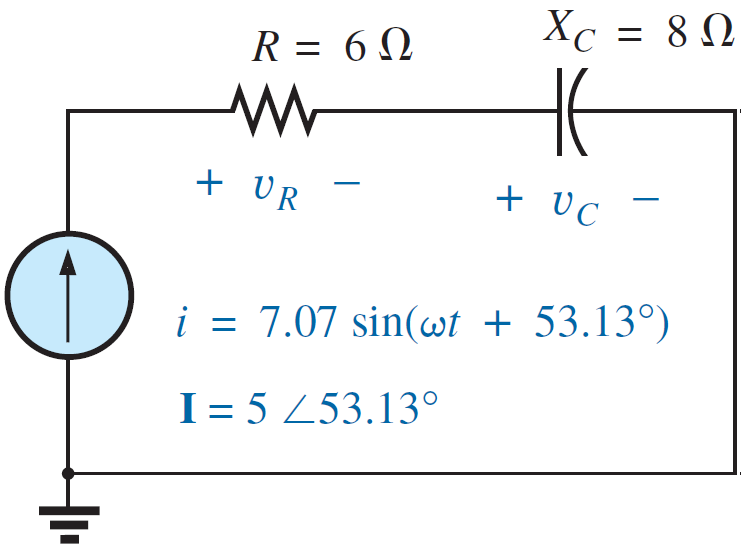 R = 6 Ω
X_C = 8 Ω
+ v_R −
+ v_C −
i = 7.07 sin(ωt + 53.13°)
I = 5 ∠53.13°